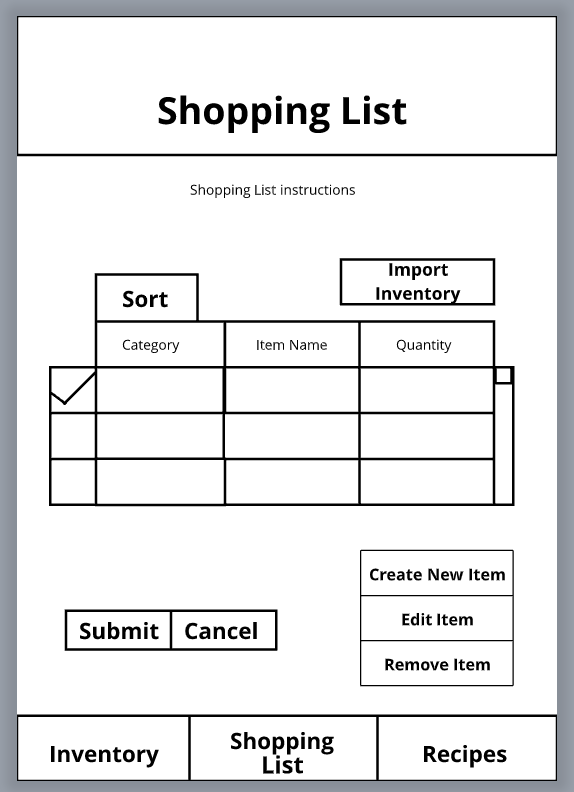 Shopping List
Shopping List instructions
Import
Inventory
Sort
Category
Item Name
Quantity
Create New Item
Edit Item
Remove Item
Submit
Cancel
Inventory
Shopping
List
Recipes